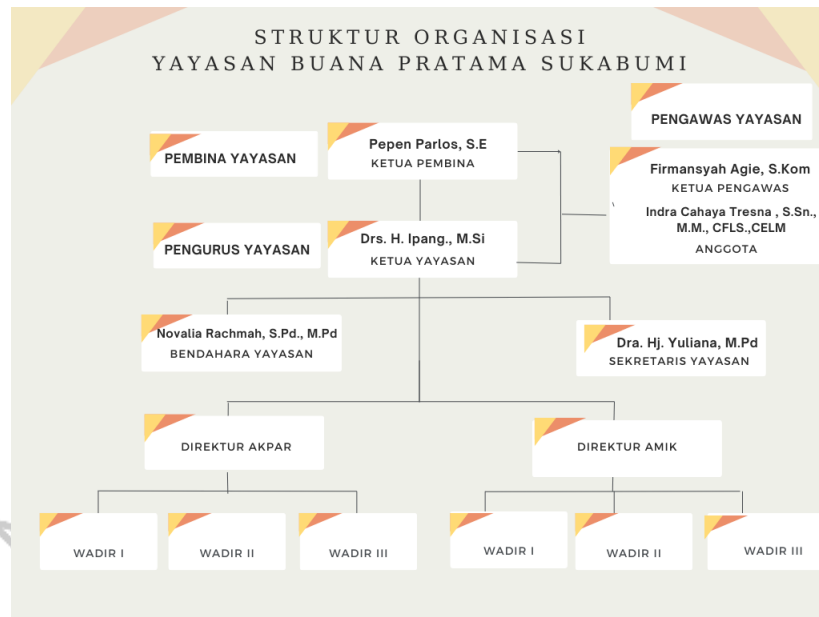 STRUKTUR ORGANISASI
YAYASAN BUANA PRATAMA SUKABUMI
PENGAWAS YAYASAN
PEMBINA YAYASAN
Pepen Parlos, S.E
KETUA PEMBINA
Firmansyah Agie, S.Kom
KETUA PENGAWAS
Indra Cahaya Tresna , S.Sn.,
M.M., CFLS.,CELM
ANGGOTA
PENGURUS YAYASAN
Drs. H. Ipang., M.Si
KETUA YAYASAN
Novalia Rachmah, S.Pd., M.Pd
BENDAHARA YAYASAN
Dra. Hj. Yuliana, M.Pd
SEKRETARIS YAYASAN
DIREKTUR AKPAR
DIREKTUR AMIK
WADIR I
WADIR II
WADIR III
WADIR I
WADIR II
WADIR III